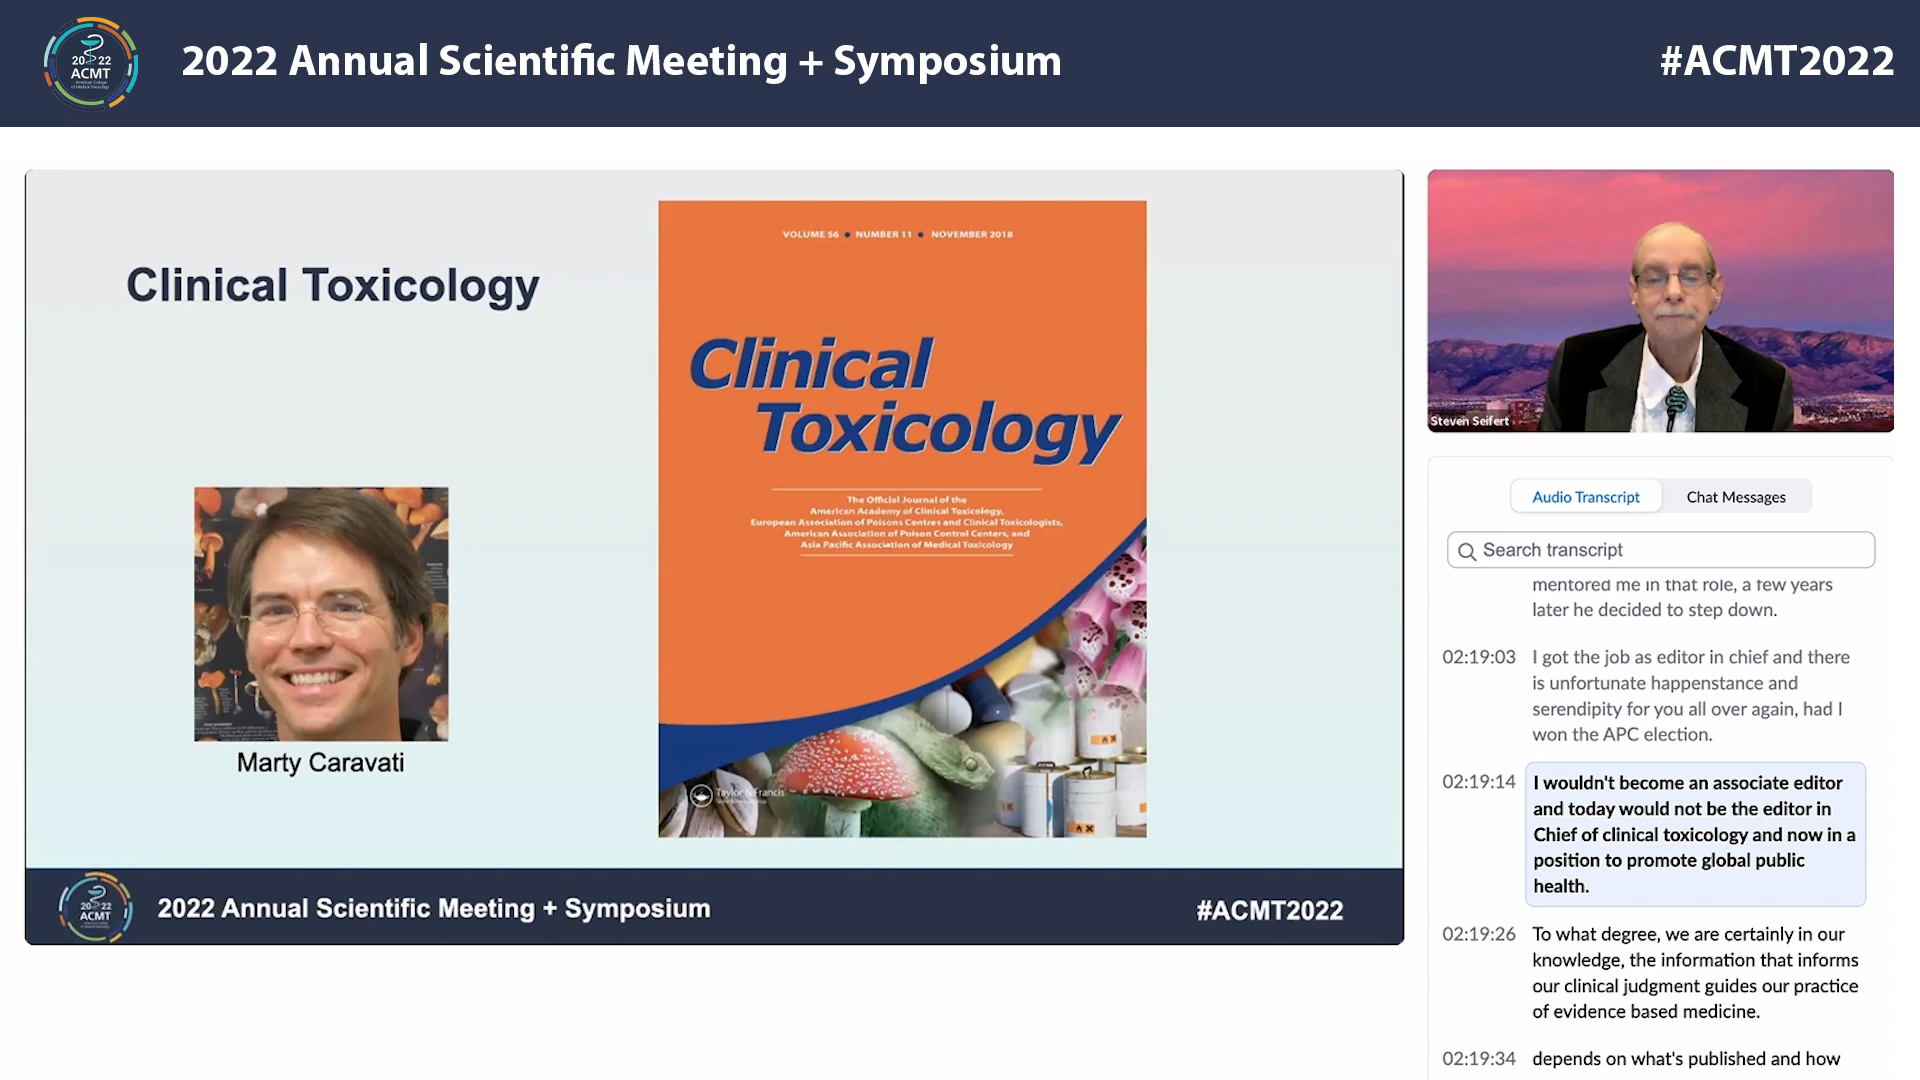 20 22
ACMT
American College
of Medical Toxicology
2022 Annual Scientific Meeting + Symposium
#ACMT2022
Clinical Toxicology
Marty Caravati
VOLUME 56 • NUMBER 11 • NOVEMBER 2018
Clinical
Toxicology
The Official Journal of the
American Academy of Clinical Toxicology,
European Association of Poisons Centres and Clinical Toxicologists,
American Association of Poison Control Centers, and
Asia Pacific Association of Medical Toxicology
Taylor & Francis
20 22
ACMT
2022 Annual Scientific Meeting + Symposium
#ACMT2022
Steven Seifert
Audio Transcript
Chat Messages
Search transcript
mentored me in that role, a few years
later he decided to step down.
02:19:03
I got the job as editor in chief and there
is unfortunate happenstance and
serendipity for you all over again, had I
won the APC election.
02:19:14
I wouldn't become an associate editor
and today would not be the editor in
Chief of clinical toxicology and now in a
position to promote global public
health.
02:19:26
To what degree, we are certainly in our
knowledge, the information that informs
our clinical judgment guides our practice
of evidence based medicine.
02:19:34
depends on what's published and how